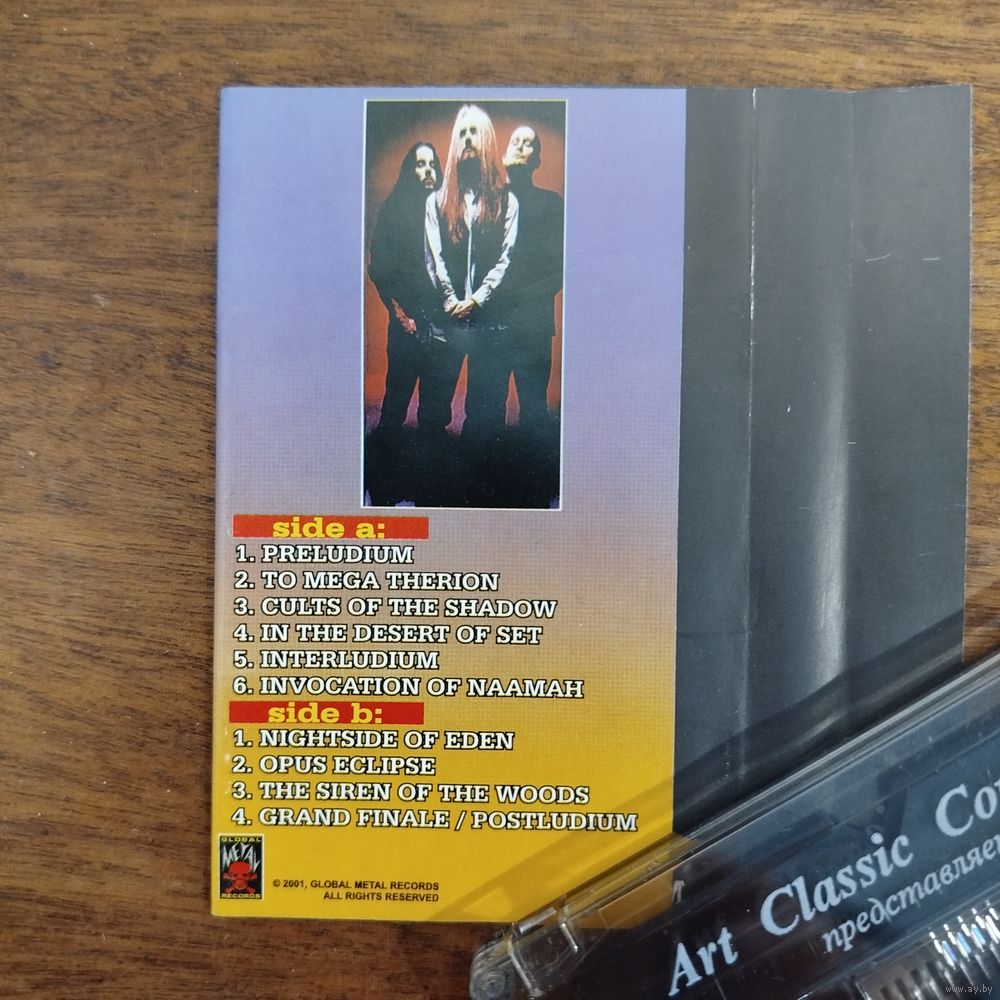 side a:
1. PRELUDIUM
2. TO MEGA THERION
3. CULTS OF THE SHADOW
4. IN THE DESERT OF SET
5. INTERLUDIUM
6. INVOCATION OF NAAMAH
side b:
1. NIGHTSIDE OF EDEN
2. OPUS ECLIPSE
3. THE SIREN OF THE WOODS
4. GRAND FINALE / POSTLUDIUM
GLOBAL
METAL
RECORDS
© 2001, GLOBAL METAL RECORDS
ALL RIGHTS RESERVED
Art Classic
представляе
www.ay.by